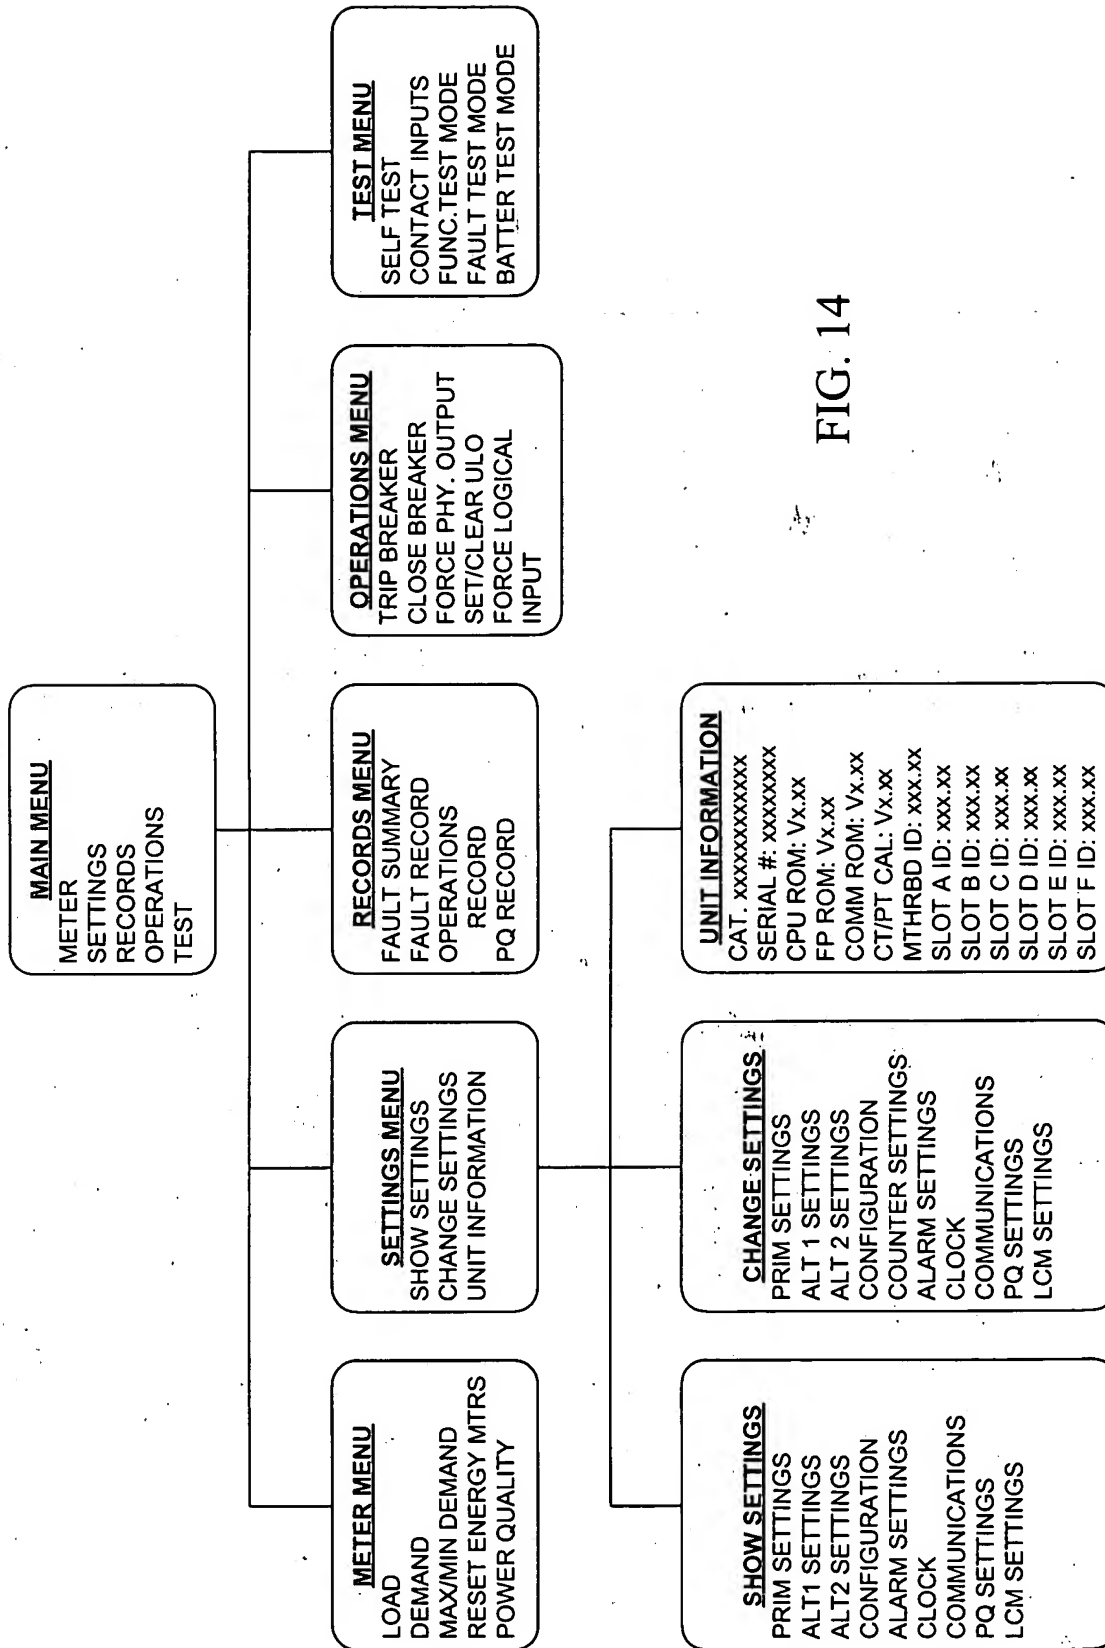 MAIN MENU
METER
SETTINGS
RECORDS
OPERATIONS
TEST
METER MENU
LOAD
DEMAND
MAX/MIN DEMAND
RESET ENERGY MTRS
POWER QUALITY
SETTINGS MENU
SHOW SETTINGS
CHANGE SETTINGS
UNIT INFORMATION
RECORDS MENU
FAULT SUMMARY
FAULT RECORD
OPERATIONS
RECORD
PQ RECORD
OPERATIONS MENU
TRIP BREAKER
CLOSE BREAKER
FORCE PHY. OUTPUT
SET/CLEAR ULO
FORCE LOGICAL
INPUT
TEST MENU
SELF TEST
CONTACT INPUTS
FUNC.TEST MODE
FAULT TEST MODE
BATTER TEST MODE
SHOW SETTINGS
PRIM SETTINGS
ALT1 SETTINGS
ALT2 SETTINGS
CONFIGURATION
ALARM SETTINGS
CLOCK
COMMUNICATIONS
PQ SETTINGS
LCM SETTINGS
CHANGE SETTINGS
PRIM SETTINGS
ALT 1 SETTINGS
ALT 2 SETTINGS
CONFIGURATION
COUNTER SETTINGS
ALARM SETTINGS
CLOCK
COMMUNICATIONS
PQ SETTINGS
LCM SETTINGS
UNIT INFORMATION
CAT. xxxxxxxxxxxxx
SERIAL #: xxxxxxxxx
CPU ROM: Vx.xx
FP ROM: Vx.xx
COMM ROM: Vx.xx
CT/PT CAL: Vx.xx
MTHRBD ID: xxx.xx
SLOT A ID: xxx.xx
SLOT B ID: xxx.xx
SLOT C ID: xxx.xx
SLOT D ID: xxx.xx
SLOT E ID: xxx.xx
SLOT F ID: xxx.xx
FIG. 14